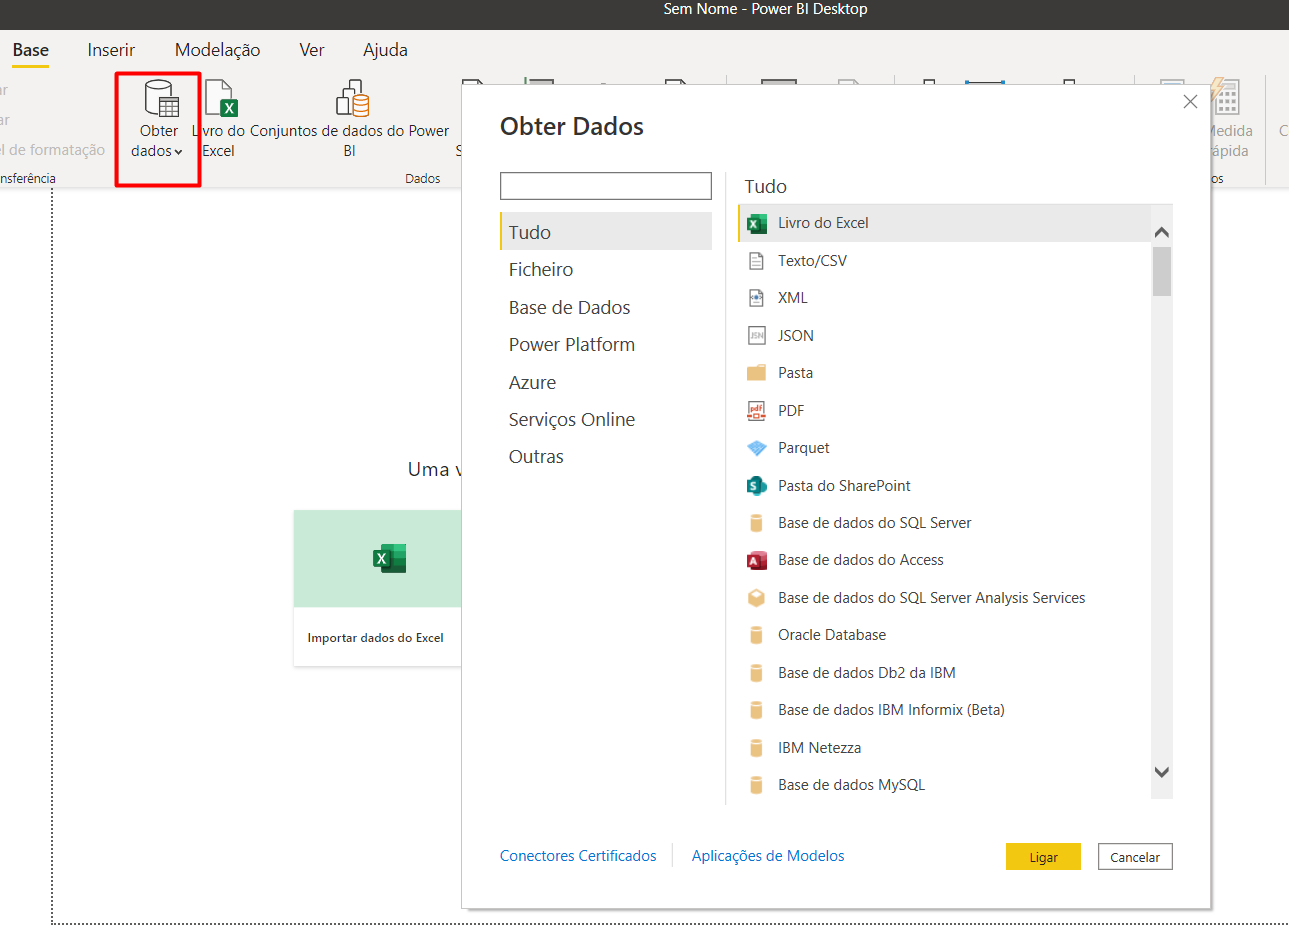 Sem Nome - Power BI Desktop
Base
Inserir
Modelação
Ver
Ajuda
Obter
dados
Livro do
Excel
Conjuntos de dados do Power
BI
l de formatação
nsferência
Dados
Medida
ápida
os
Obter Dados
Tudo
Ficheiro
Base de Dados
Power Platform
Azure
Serviços Online
Outras
Tudo
Livro do Excel
Texto/CSV
XML
JSON
Pasta
PDF
Parquet
Pasta do SharePoint
Base de dados do SQL Server
Base de dados do Access
Base de dados do SQL Server Analysis Services
Oracle Database
Base de dados Db2 da IBM
Base de dados IBM Informix (Beta)
IBM Netezza
Base de dados MySQL
Uma v
Importar dados do Excel
Conectores Certificados
Aplicações de Modelos
Ligar
Cancelar